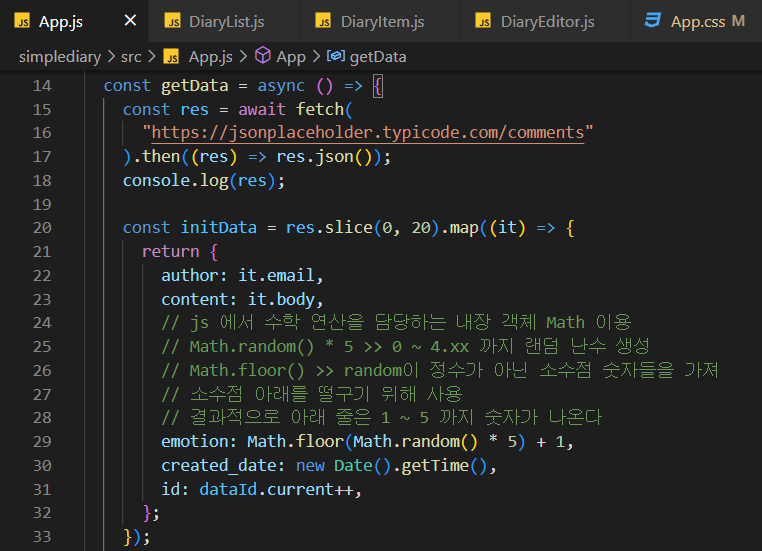 JS App.js × JS DiaryList.js JS DiaryItem.js JS DiaryEditor.js App.css M
simplediary > src > JS App.js > App > getData
14 const getData = async () => {
15 const res = await fetch(
16 "https://jsonplaceholder.typicode.com/comments"
17 ).then((res) => res.json());
18 console.log(res);
19
20 const initData = res.slice(0, 20).map((it) => {
21 return {
22 author: it.email,
23 content: it.body,
24 // js 에서 수학 연산을 담당하는 내장 객체 Math 이용
25 // Math.random() * 5 >> 0 ~ 4.xx 까지 랜덤 난수 생성
26 // Math.floor() >> random이 정수가 아닌 소수점 숫자들을 가져
27 // 소수점 아래를 떨구기 위해 사용
28 // 결과적으로 아래 줄은 1 ~ 5 까지 숫자가 나온다
29 emotion: Math.floor(Math.random() * 5) + 1,
30 created_date: new Date().getTime(),
31 id: dataId.current++,
32 };
33 });